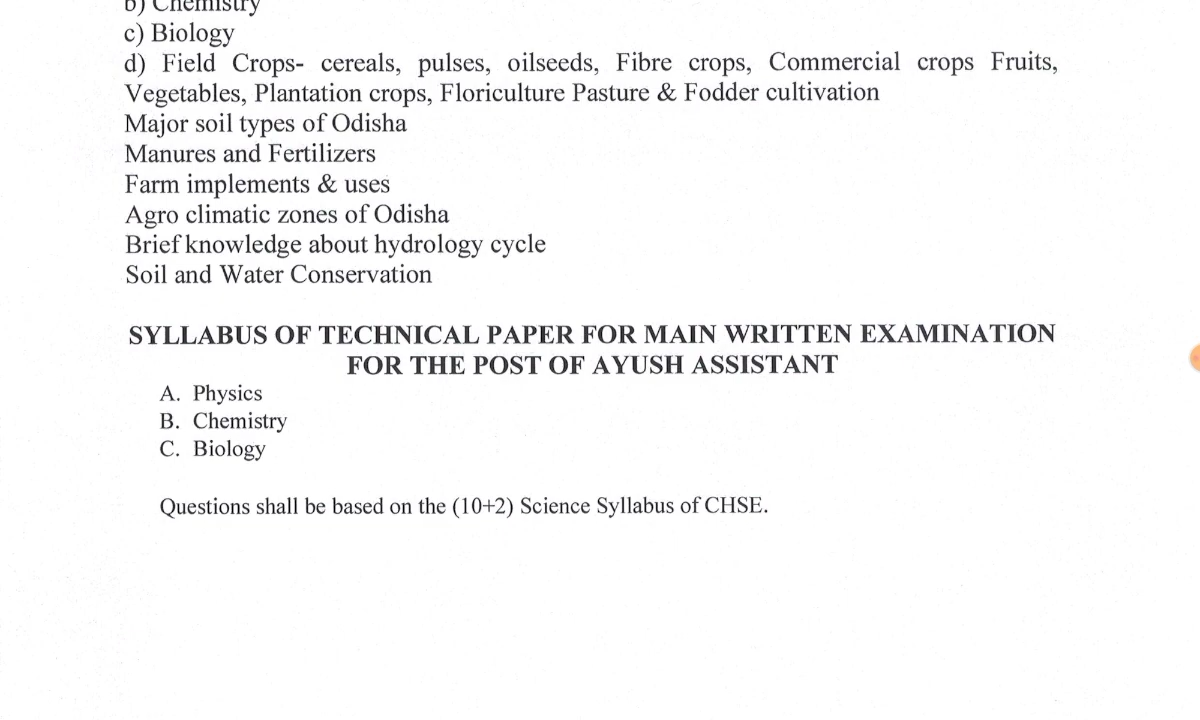 b) Chemistry
c) Biology
d) Field Crops- cereals, pulses, oilseeds, Fibre crops, Commercial crops Fruits,
Vegetables, Plantation crops, Floriculture Pasture & Fodder cultivation
Major soil types of Odisha
Manures and Fertilizers
Farm implements & uses
Agro climatic zones of Odisha
Brief knowledge about hydrology cycle
Soil and Water Conservation
SYLLABUS OF TECHNICAL PAPER FOR MAIN WRITTEN EXAMINATION
FOR THE POST OF AYUSH ASSISTANT
A. Physics
B. Chemistry
C. Biology
Questions shall be based on the (10+2) Science Syllabus of CHSE.